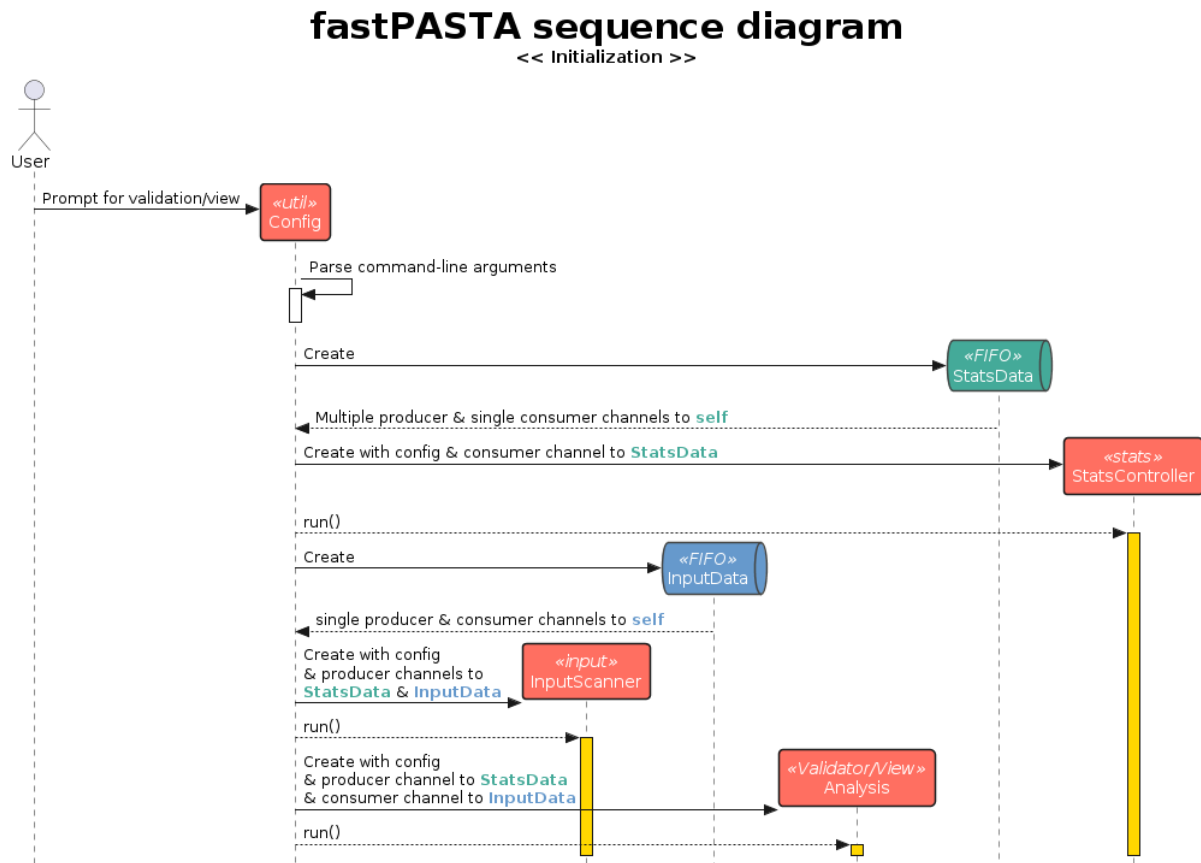 fastPASTA sequence diagram
<< Initialization >>
User
Prompt for validation/view
«util»
Config
Parse command-line arguments
Create
«FIFO»
StatsData
Multiple producer & single consumer channels to self
Create with config & consumer channel to StatsData
«stats»
StatsController
run()
Create
«FIFO»
InputData
single producer & consumer channels to self
Create with config
& producer channels to
StatsData & InputData
«input»
InputScanner
run()
Create with config
& producer channel to StatsData
& consumer channel to InputData
«Validator/View»
Analysis
run()